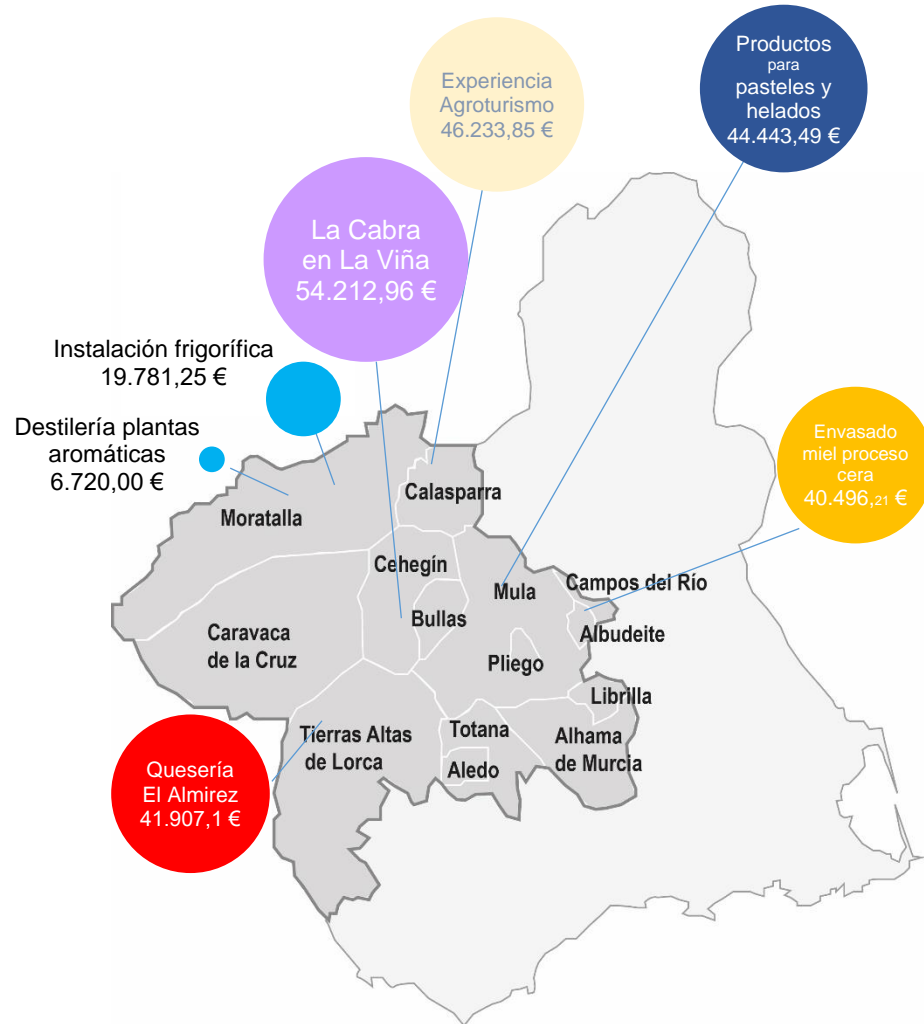 Productos
para
pasteles y
helados
44.443,49 €
Experiencia
Agroturismo
46.233,85 €
La Cabra
en La Viña
54.212,96 €
Instalación frigorífica
19.781,25 €
Destilería plantas
aromáticas
6.720,00 €
Envasado
miel proceso
cera
40.496,21 €
Calasparra
Moratalla
Cehegín
Mula
Campos del Río
Bullas
Albudeite
Caravaca
de la Cruz
Pliego
Librilla
Tierras Altas
de Lorca
Totana
Aledo
Alhama
de Murcia
Quesería
El Almirez
41.907,1 €